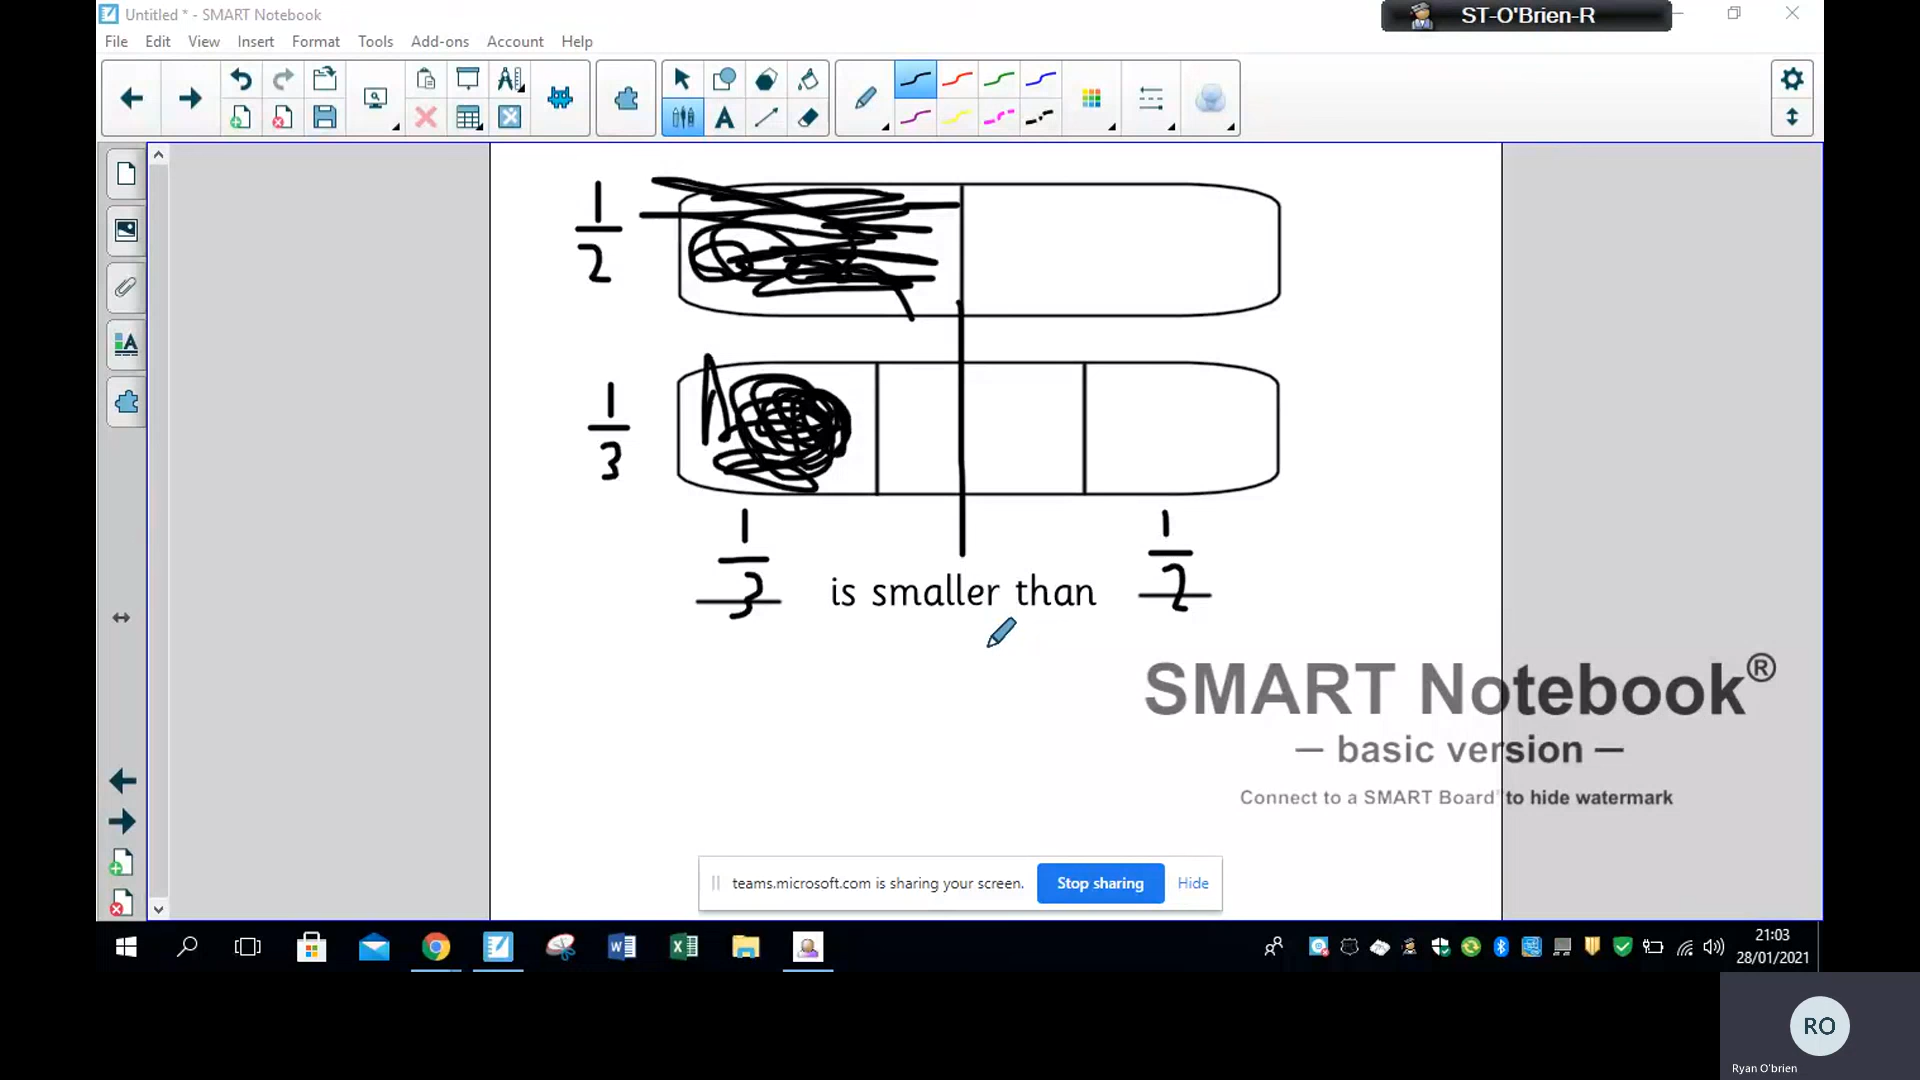 Untitled * - SMART Notebook
ST-O'Brien-R
File Edit View Insert Format Tools Add-ons Account Help
1
2
1
3
1
3
is smaller than
1
2
SMART Notebook®
— basic version —
Connect to a SMART Board® to hide watermark
teams.microsoft.com is sharing your screen. Stop sharing Hide
21:03
28/01/2021
RO
Ryan O'brien